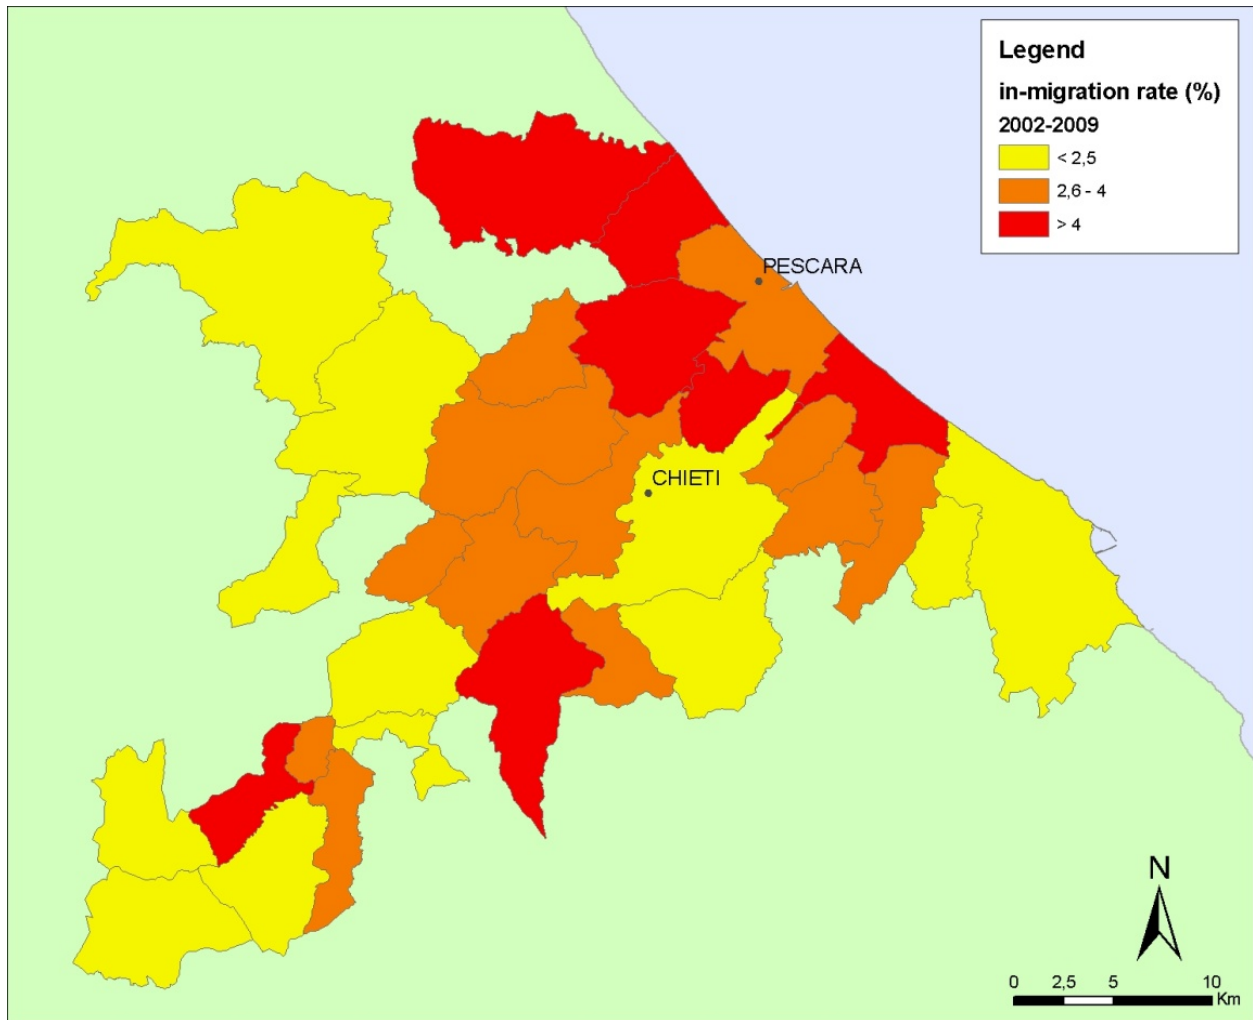 Legend
in-migration rate (%)
2002-2009
< 2,5
2,6 - 4
> 4
PESCARA
CHIETI
N
0 2,5 5 10
Km